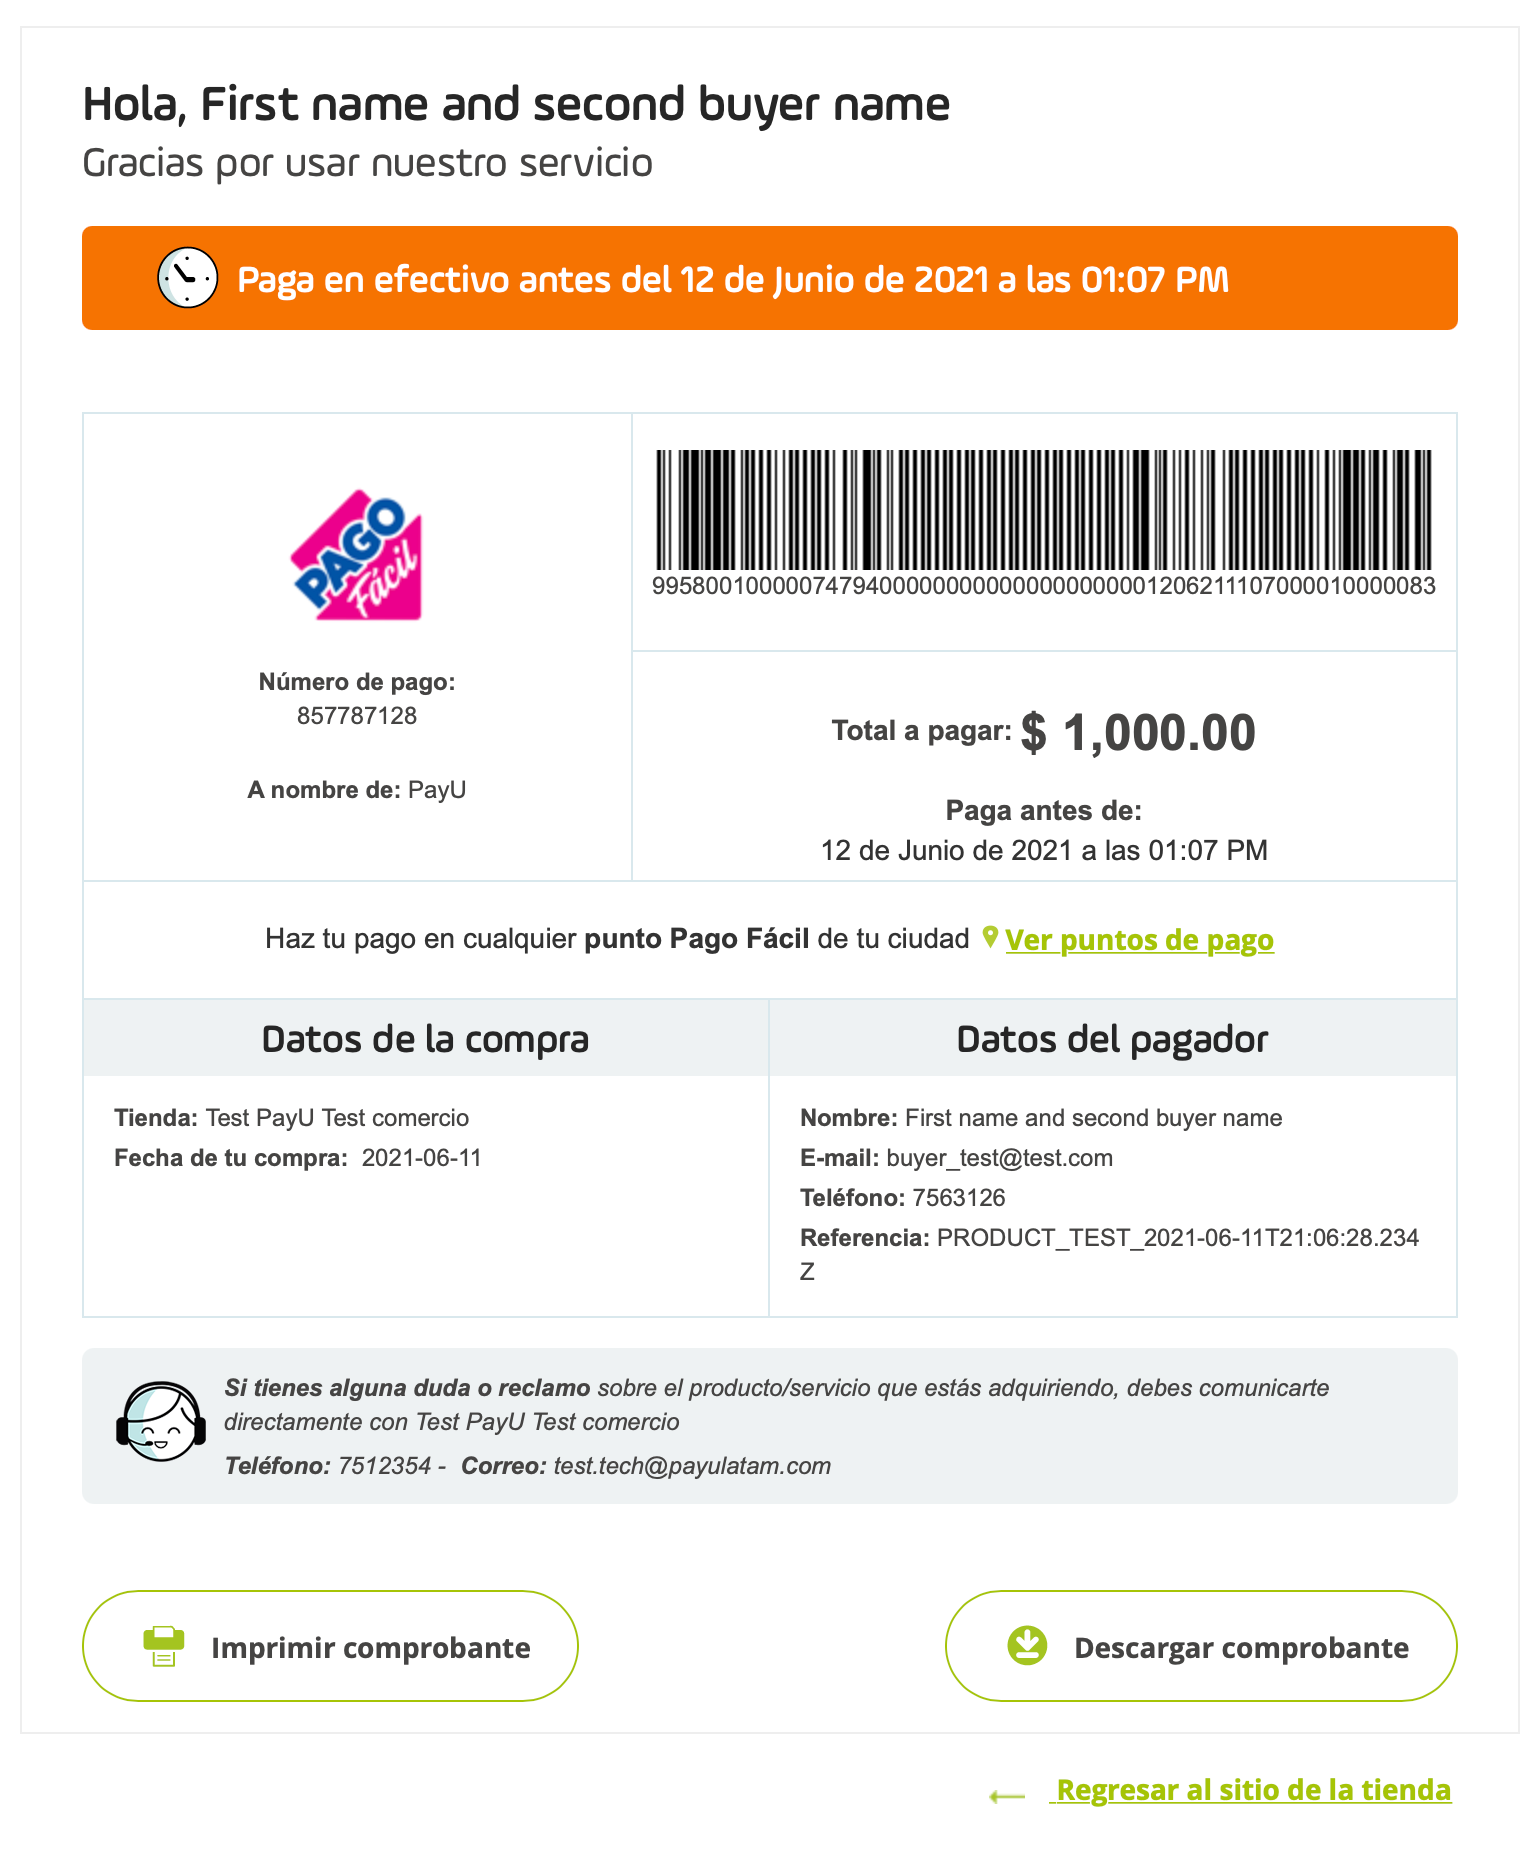 Hola, First name and second buyer name
Gracias por usar nuestro servicio
Paga en efectivo antes del 12 de Junio de 2021 a las 01:07 PM
PAGO
Fácil
Número de pago:
857787128
A nombre de: PayU
9958001000007479400000000000000000000120621110700001000008​3
Total a pagar: $ 1,000.00
Paga antes de:
12 de Junio de 2021 a las 01:07 PM
Haz tu pago en cualquier punto Pago Fácil de tu ciudad Ver puntos de pago
Datos de la compra
Tienda: Test PayU Test comercio
Fecha de tu compra: 2021-06-11
Datos del pagador
Nombre: First name and second buyer name
E-mail: buyer_test@test.com
Teléfono: 7563126
Referencia: PRODUCT_TEST_2021-06-11T21:06:28.234
Z
Si tienes alguna duda o reclamo sobre el producto/servicio que estás adquiriendo, debes comunicarte
directamente con Test PayU Test comercio
Teléfono: 7512354 - Correo: test.tech@payulatam.com
Imprimir comprobante
Descargar comprobante
Regresar al sitio de la tienda